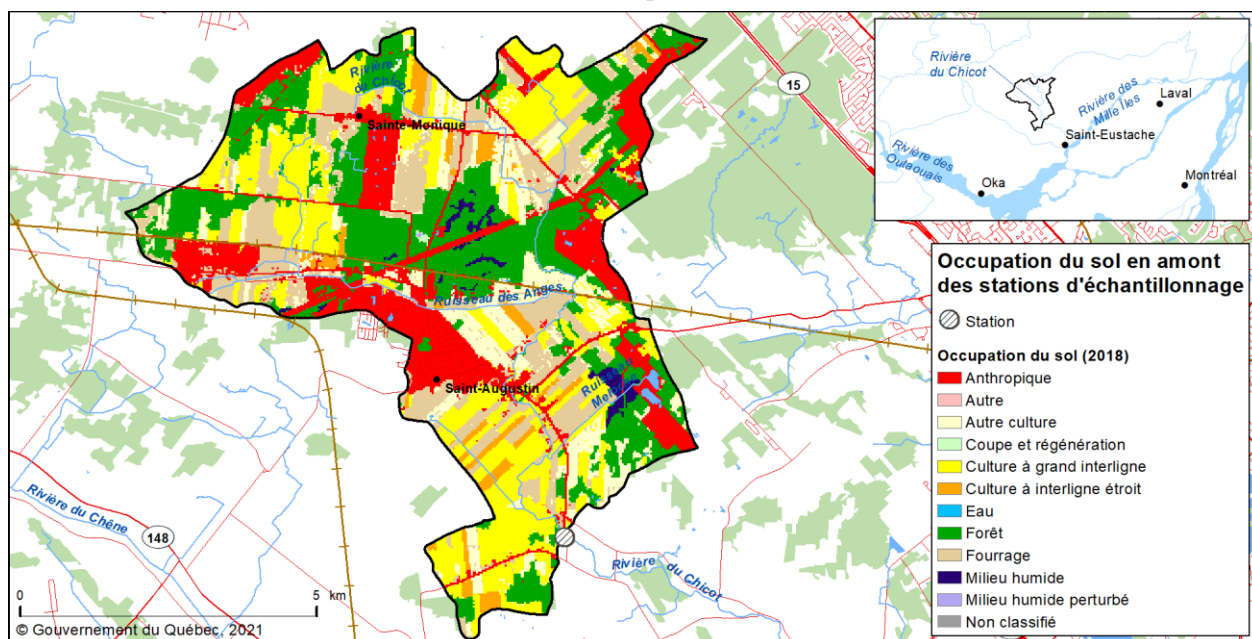 Rivière
du Chicot
Sainte-Monique
15
Ruisseau des Anges
Saint-Augustin
Rivière du Chêne
148
Rivière du Chicot
0 5 km
© Gouvernement du Québec, 2021
Rivière
du Chicot
Rivière des
Mille Îles
Laval
Saint-Eustache
Rivière des
Outaouais
Oka
Montréal
Occupation du sol en amont
des stations d'échantillonnage
Station
Occupation du sol (2018)
Anthropique
Autre
Autre culture
Coupe et régénération
Culture à grand interligne
Culture à interligne étroit
Eau
Forêt
Fourrage
Milieu humide
Milieu humide perturbé
Non classifié